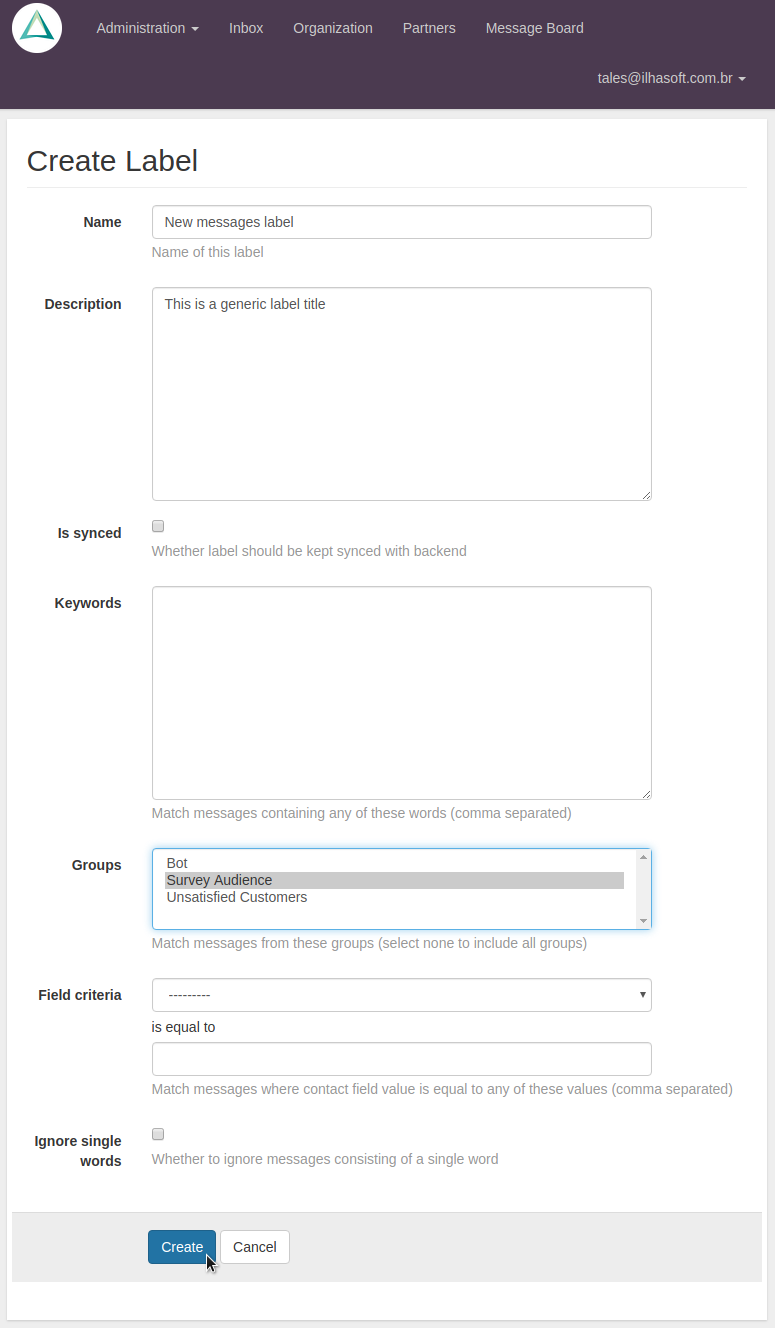 Administration
Inbox
Organization
Partners
Message Board
tales@ilhasoft.com.br
Create Label
Name
New messages label
Name of this label
Description
This is a generic label title
Is synced
Whether label should be kept synced with backend
Keywords
Match messages containing any of these words (comma separated)
Groups
Bot
Survey Audience
Unsatisfied Customers
Match messages from these groups (select none to include all groups)
Field criteria
---------
is equal to
Match messages where contact field value is equal to any of these values (comma separated)
Ignore single
words
Whether to ignore messages consisting of a single word
Create
Cancel